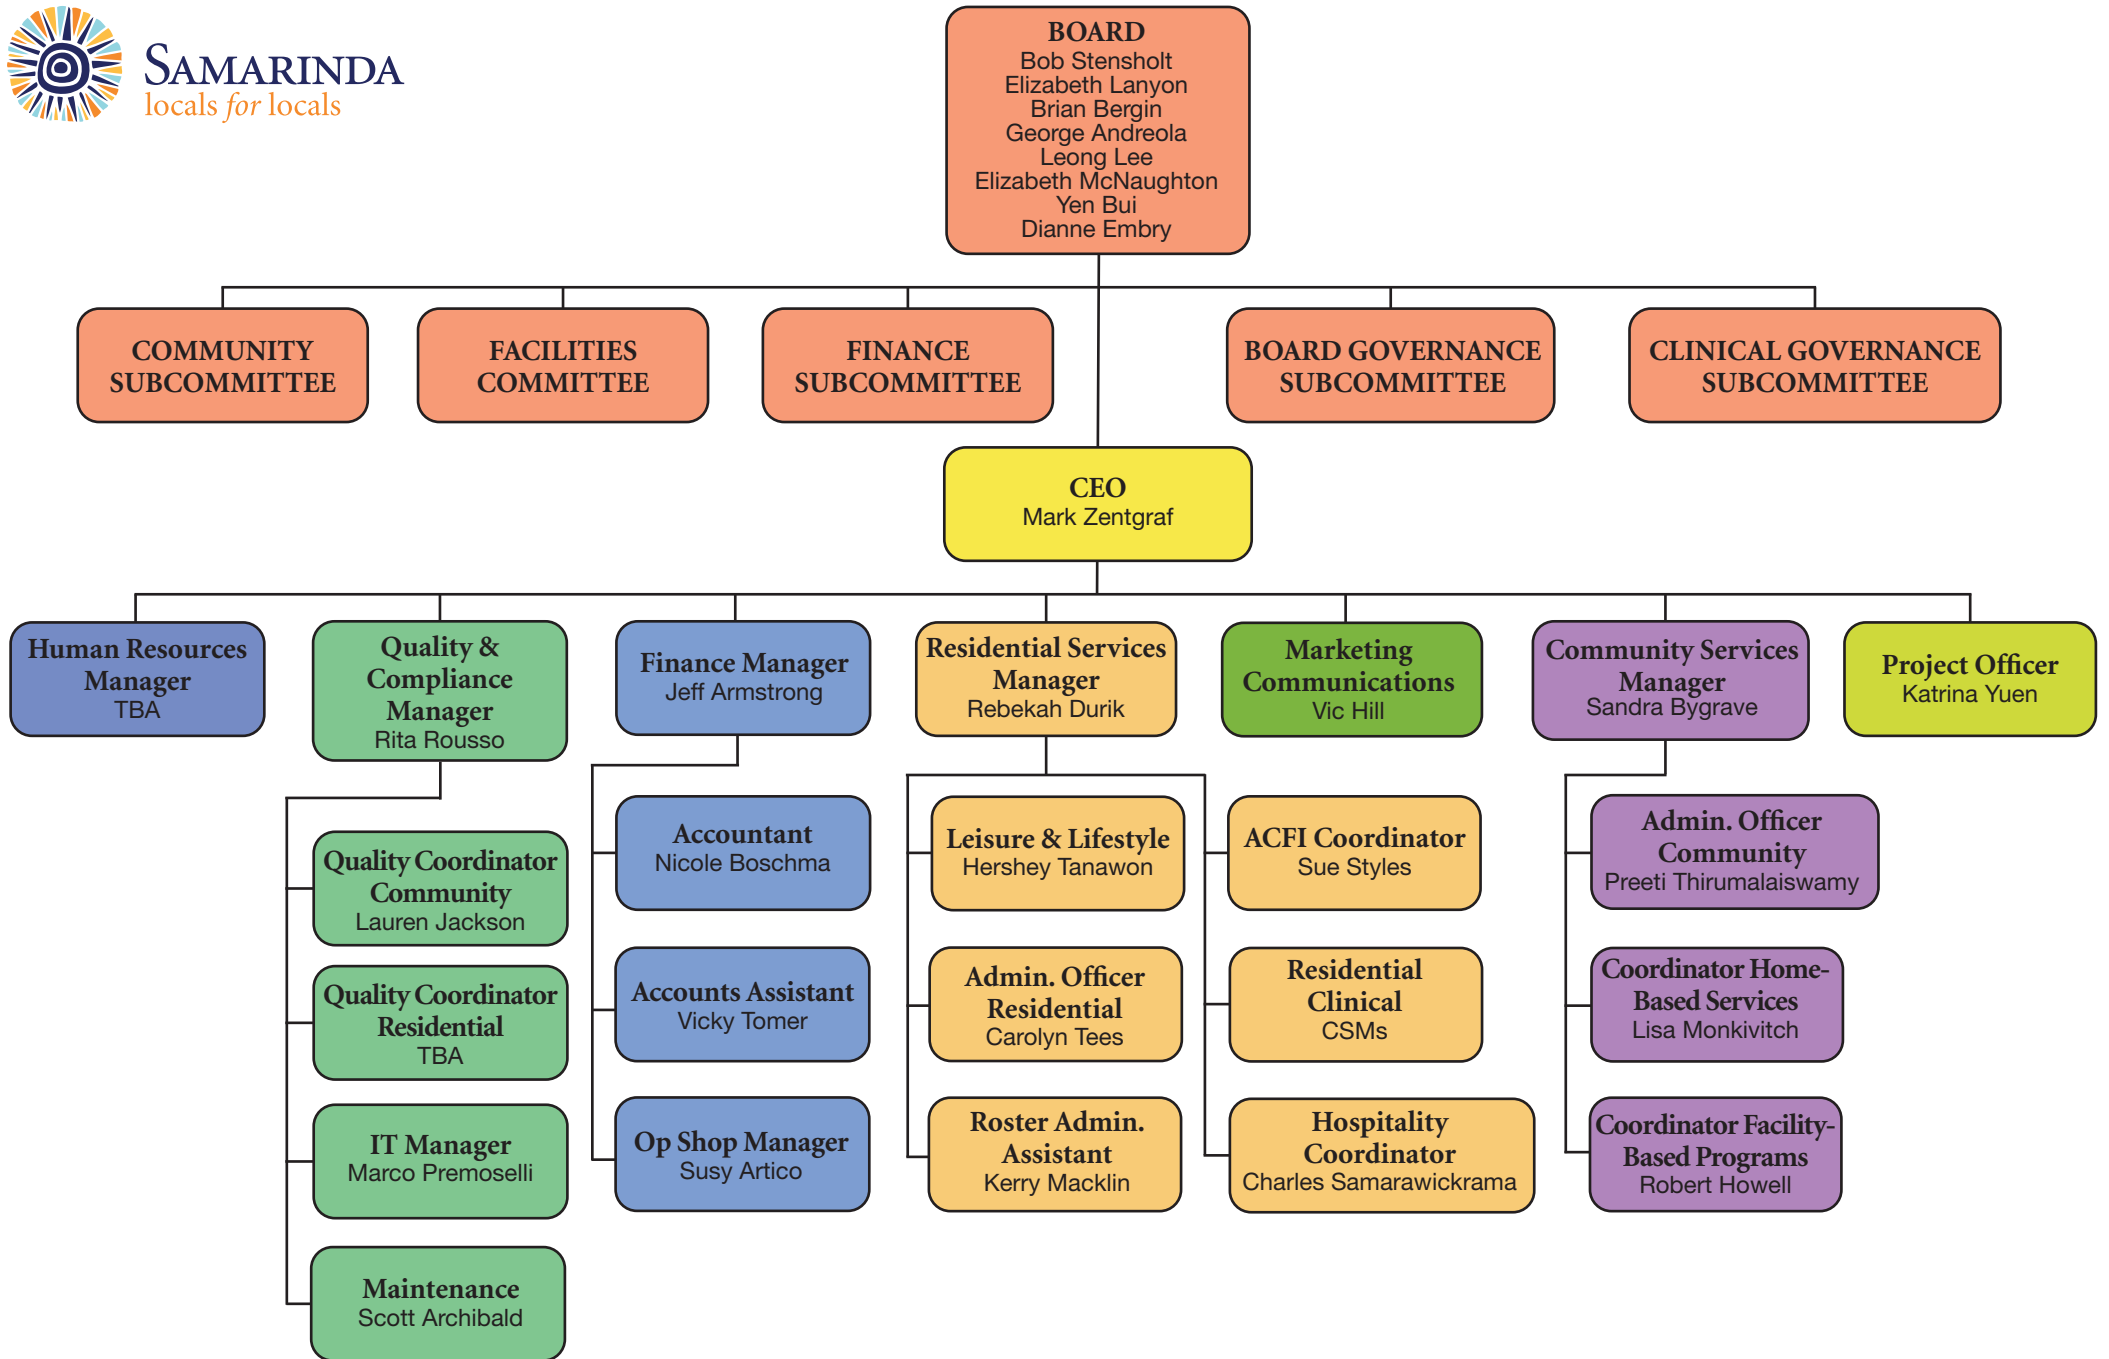 SAMARINDA
locals for locals
BOARD
Bob Stensholt
Elizabeth Lanyon
Brian Bergin
George Andreola
Leong Lee
Elizabeth McNaughton
Yen Bui
Dianne Embry
COMMUNITY
SUBCOMMITTEE
FACILITIES
COMMITTEE
FINANCE
SUBCOMMITTEE
BOARD GOVERNANCE
SUBCOMMITTEE
CLINICAL GOVERNANCE
SUBCOMMITTEE
CEO
Mark Zentgraf
Human Resources
Manager
TBA
Quality &
Compliance
Manager
Rita Rousso
Finance Manager
Jeff Armstrong
Residential Services
Manager
Rebekah Durik
Marketing
Communications
Vic Hill
Community Services
Manager
Sandra Bygrave
Project Officer
Katrina Yuen
Quality Coordinator
Community
Lauren Jackson
Quality Coordinator
Residential
TBA
IT Manager
Marco Premoselli
Maintenance
Scott Archibald
Accountant
Nicole Boschma
Accounts Assistant
Vicky Tomer
Op Shop Manager
Susy Artico
Leisure & Lifestyle
Hershey Tanawon
Admin. Officer
Residential
Carolyn Tees
Roster Admin.
Assistant
Kerry Macklin
ACFI Coordinator
Sue Styles
Residential
Clinical
CSMs
Hospitality
Coordinator
Charles Samarawickrama
Admin. Officer
Community
Preeti Thirumalaiswamy
Coordinator Home-
Based Services
Lisa Monkivitch
Coordinator Facility-
Based Programs
Robert Howell